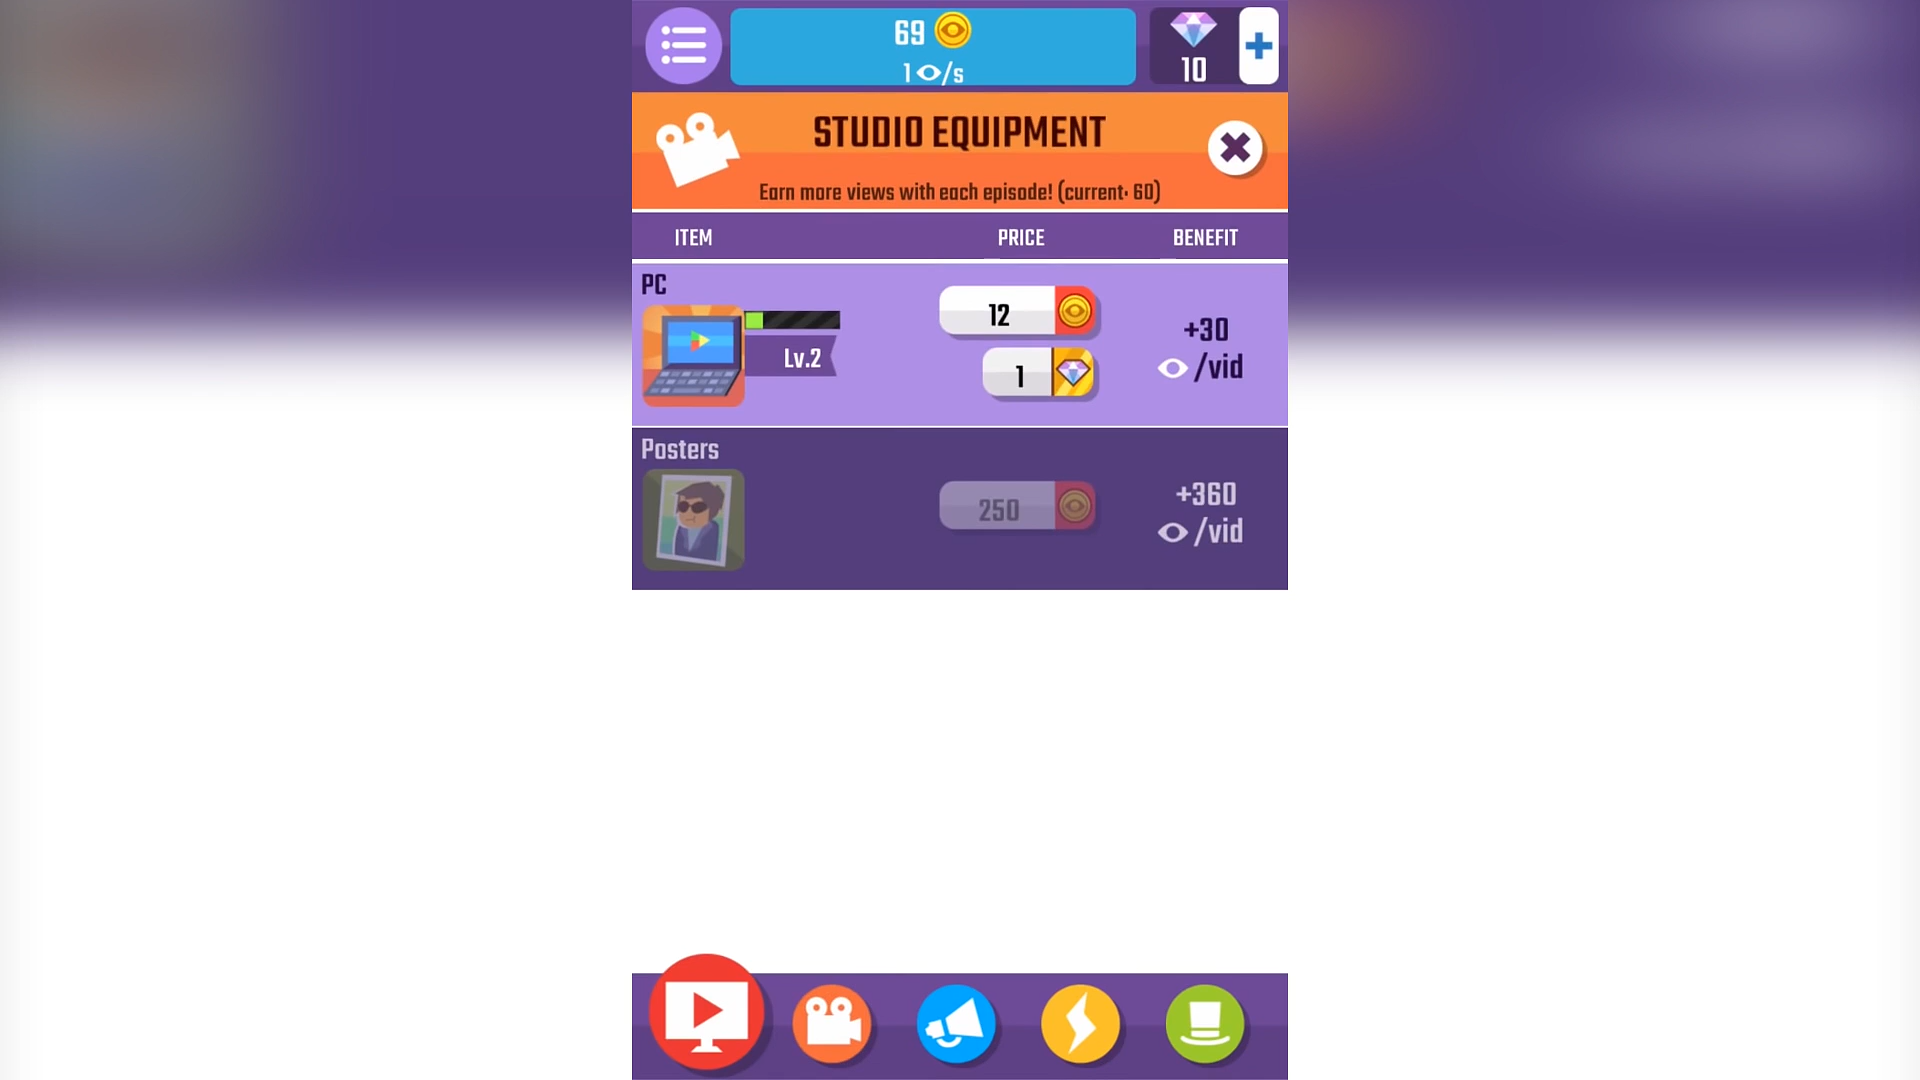 69
1 /s
10
STUDIO EQUIPMENT
Earn more views with each episode! (current: 60)
ITEM PRICE BENEFIT
PC
Lv.2
12
1
+30
/vid
Posters
250
+360
/vid